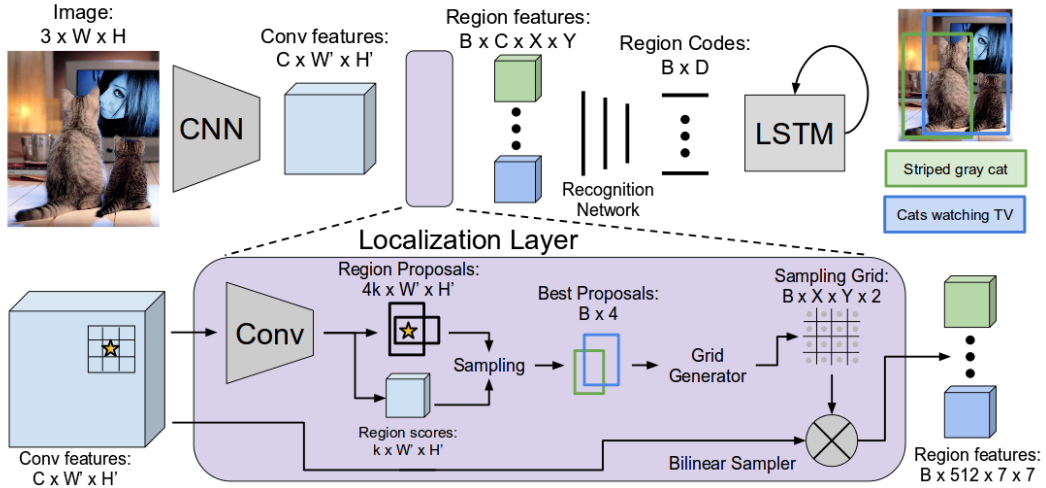 Image:
3 x W x H
CNN
Conv features:
C x W' x H'
Region features:
B x C x X x Y
Recognition
Network
Region Codes:
B x D
LSTM
Striped gray cat
Cats watching TV
Localization Layer
Conv features:
C x W' x H'
Conv
Region Proposals:
4k x W' x H'
Region scores:
k x W' x H'
Sampling
Best Proposals:
B x 4
Grid
Generator
Sampling Grid:
B x X x Y x 2
Bilinear Sampler
Region features:
B x 512 x 7 x 7